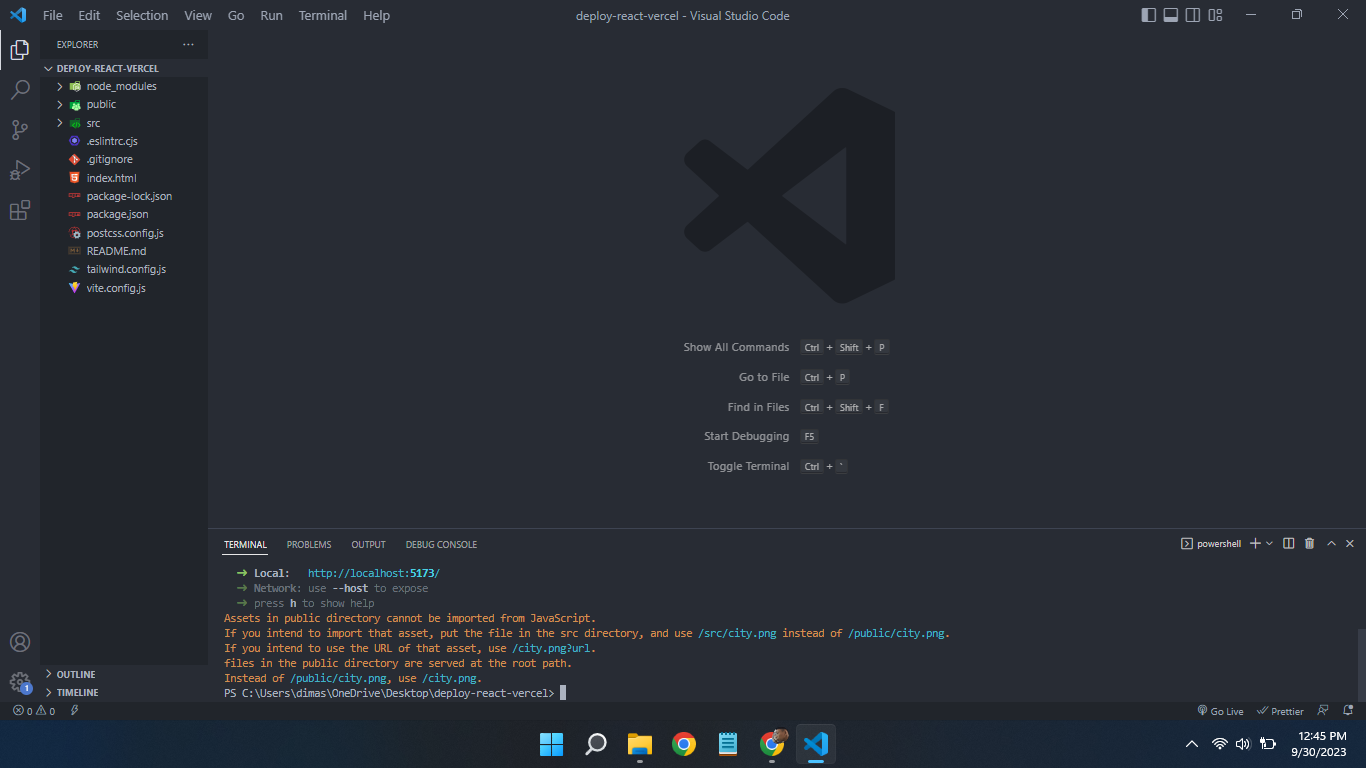 File Edit Selection View Go Run Terminal Help
deploy-react-vercel - Visual Studio Code
EXPLORER
DEPLOY-REACT-VERCEL
node_modules
public
src
.eslintrc.cjs
.gitignore
index.html
package-lock.json
package.json
postcss.config.js
README.md
tailwind.config.js
vite.config.js
OUTLINE
TIMELINE
Show All Commands Ctrl + Shift + P
Go to File Ctrl + P
Find in Files Ctrl + Shift + F
Start Debugging F5
Toggle Terminal Ctrl + `
TERMINAL PROBLEMS OUTPUT DEBUG CONSOLE
powershell
➜ Local: http://localhost:5173/
➜ Network: use --host to expose
➜ press h to show help
Assets in public directory cannot be imported from JavaScript.
If you intend to import that asset, put the file in the src directory, and use /src/city.png instead of /public/city.png.
If you intend to use the URL of that asset, use /city.png?url.
files in the public directory are served at the root path.
Instead of /public/city.png, use /city.png.
PS C:\Users\dimas\OneDrive\Desktop\deploy-react-vercel>
1
0 0
Go Live Prettier
12:45 PM
9/30/2023